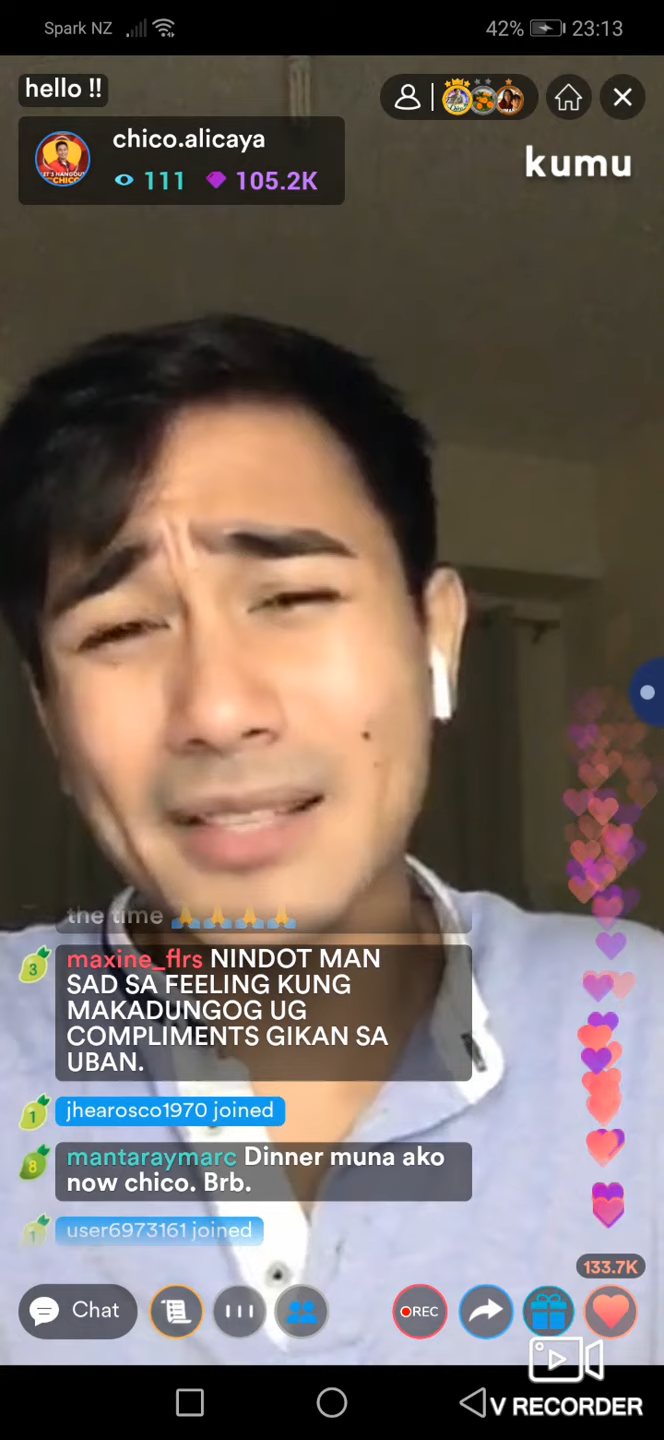 Spark NZ
42% 23:13
hello !!
chico.alicaya
111 105.2K
kumu
the time 🙏🙏🙏🙏
3 maxine_flrs NINDOT MAN
SAD SA FEELING KUNG
MAKADUNGOG UG
COMPLIMENTS GIKAN SA
UBAN.
1 jhearosco1970 joined
8 mantaraymarc Dinner muna ako
now chico. Brb.
1 user6973161 joined
133.7K
Chat
REC
V RECORDER